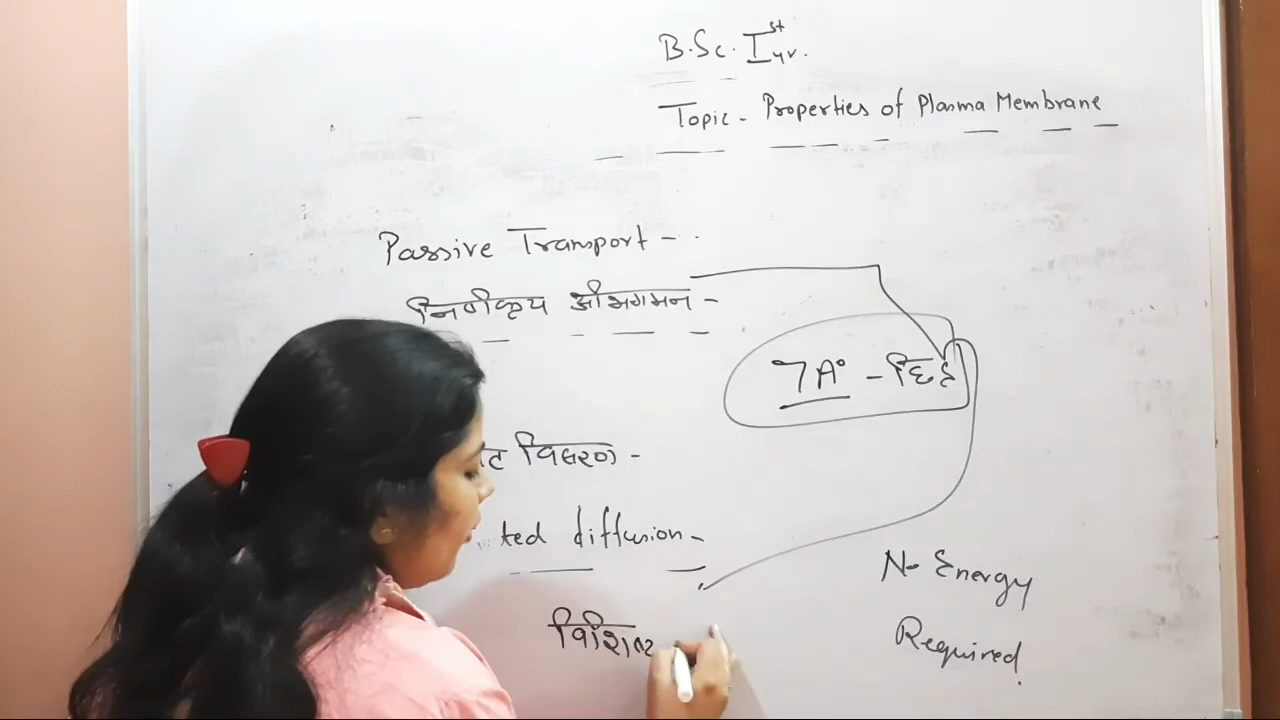 B.Sc. Ist yr.
Topic - Properties of Plasma Membrane
Passive Transport -
अभिगमन -
7A° - छिद्र
विसरण -
ted diffusion -
No Energy
Required